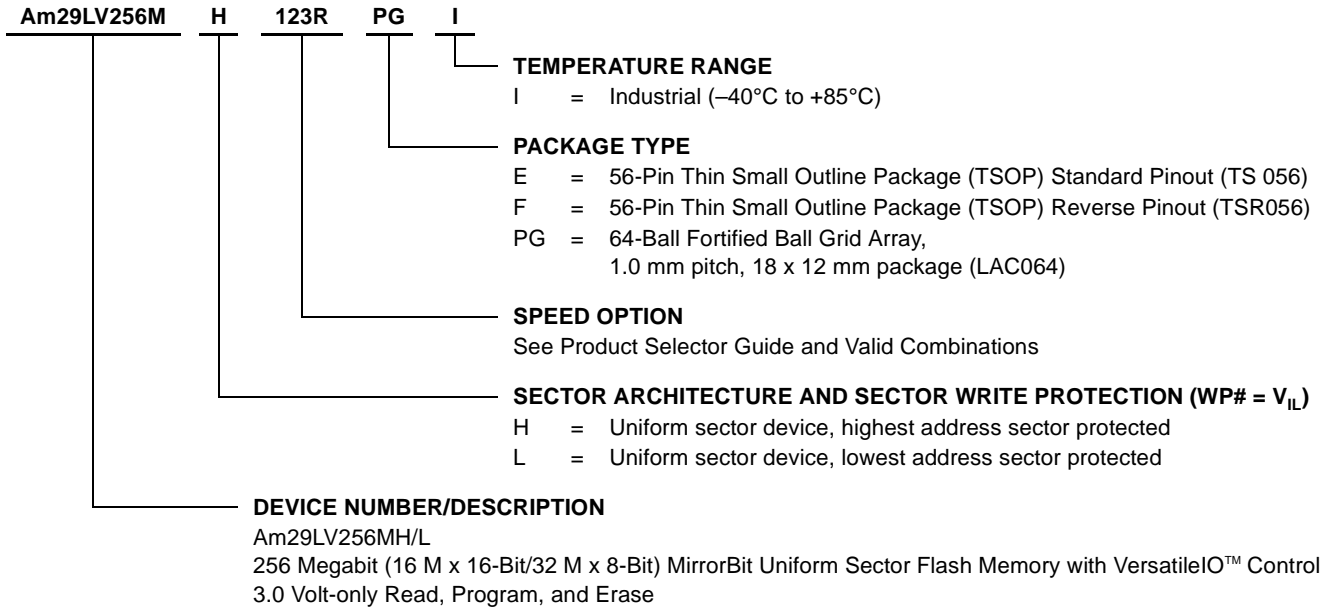 Am29LV256M H 123R PG I
TEMPERATURE RANGE
I = Industrial (–40°C to +85°C)
PACKAGE TYPE
E = 56-Pin Thin Small Outline Package (TSOP) Standard Pinout (TS 056)
F = 56-Pin Thin Small Outline Package (TSOP) Reverse Pinout (TSR056)
PG = 64-Ball Fortified Ball Grid Array,
1.0 mm pitch, 18 x 12 mm package (LAC064)
SPEED OPTION
See Product Selector Guide and Valid Combinations
SECTOR ARCHITECTURE AND SECTOR WRITE PROTECTION (WP# = VIL)
H = Uniform sector device, highest address sector protected
L = Uniform sector device, lowest address sector protected
DEVICE NUMBER/DESCRIPTION
Am29LV256MH/L
256 Megabit (16 M x 16-Bit/32 M x 8-Bit) MirrorBit Uniform Sector Flash Memory with VersatileIO™ Control
3.0 Volt-only Read, Program, and Erase